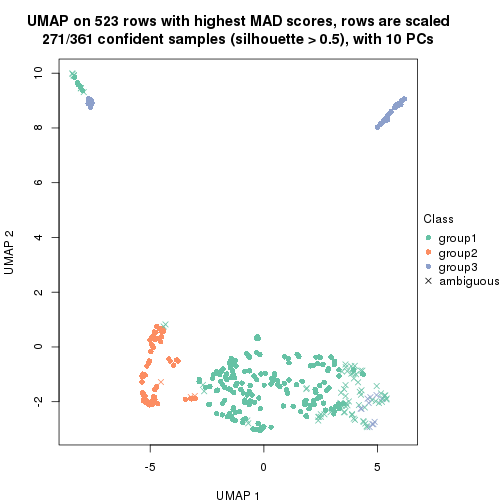 UMAP on 523 rows with highest MAD scores, rows are scaled
271/361 confident samples (silhouette > 0.5), with 10 PCs
10
8
6
4
2
0
-2
UMAP 2
-5
0
5
UMAP 1
Class
group1
group2
group3
ambiguous